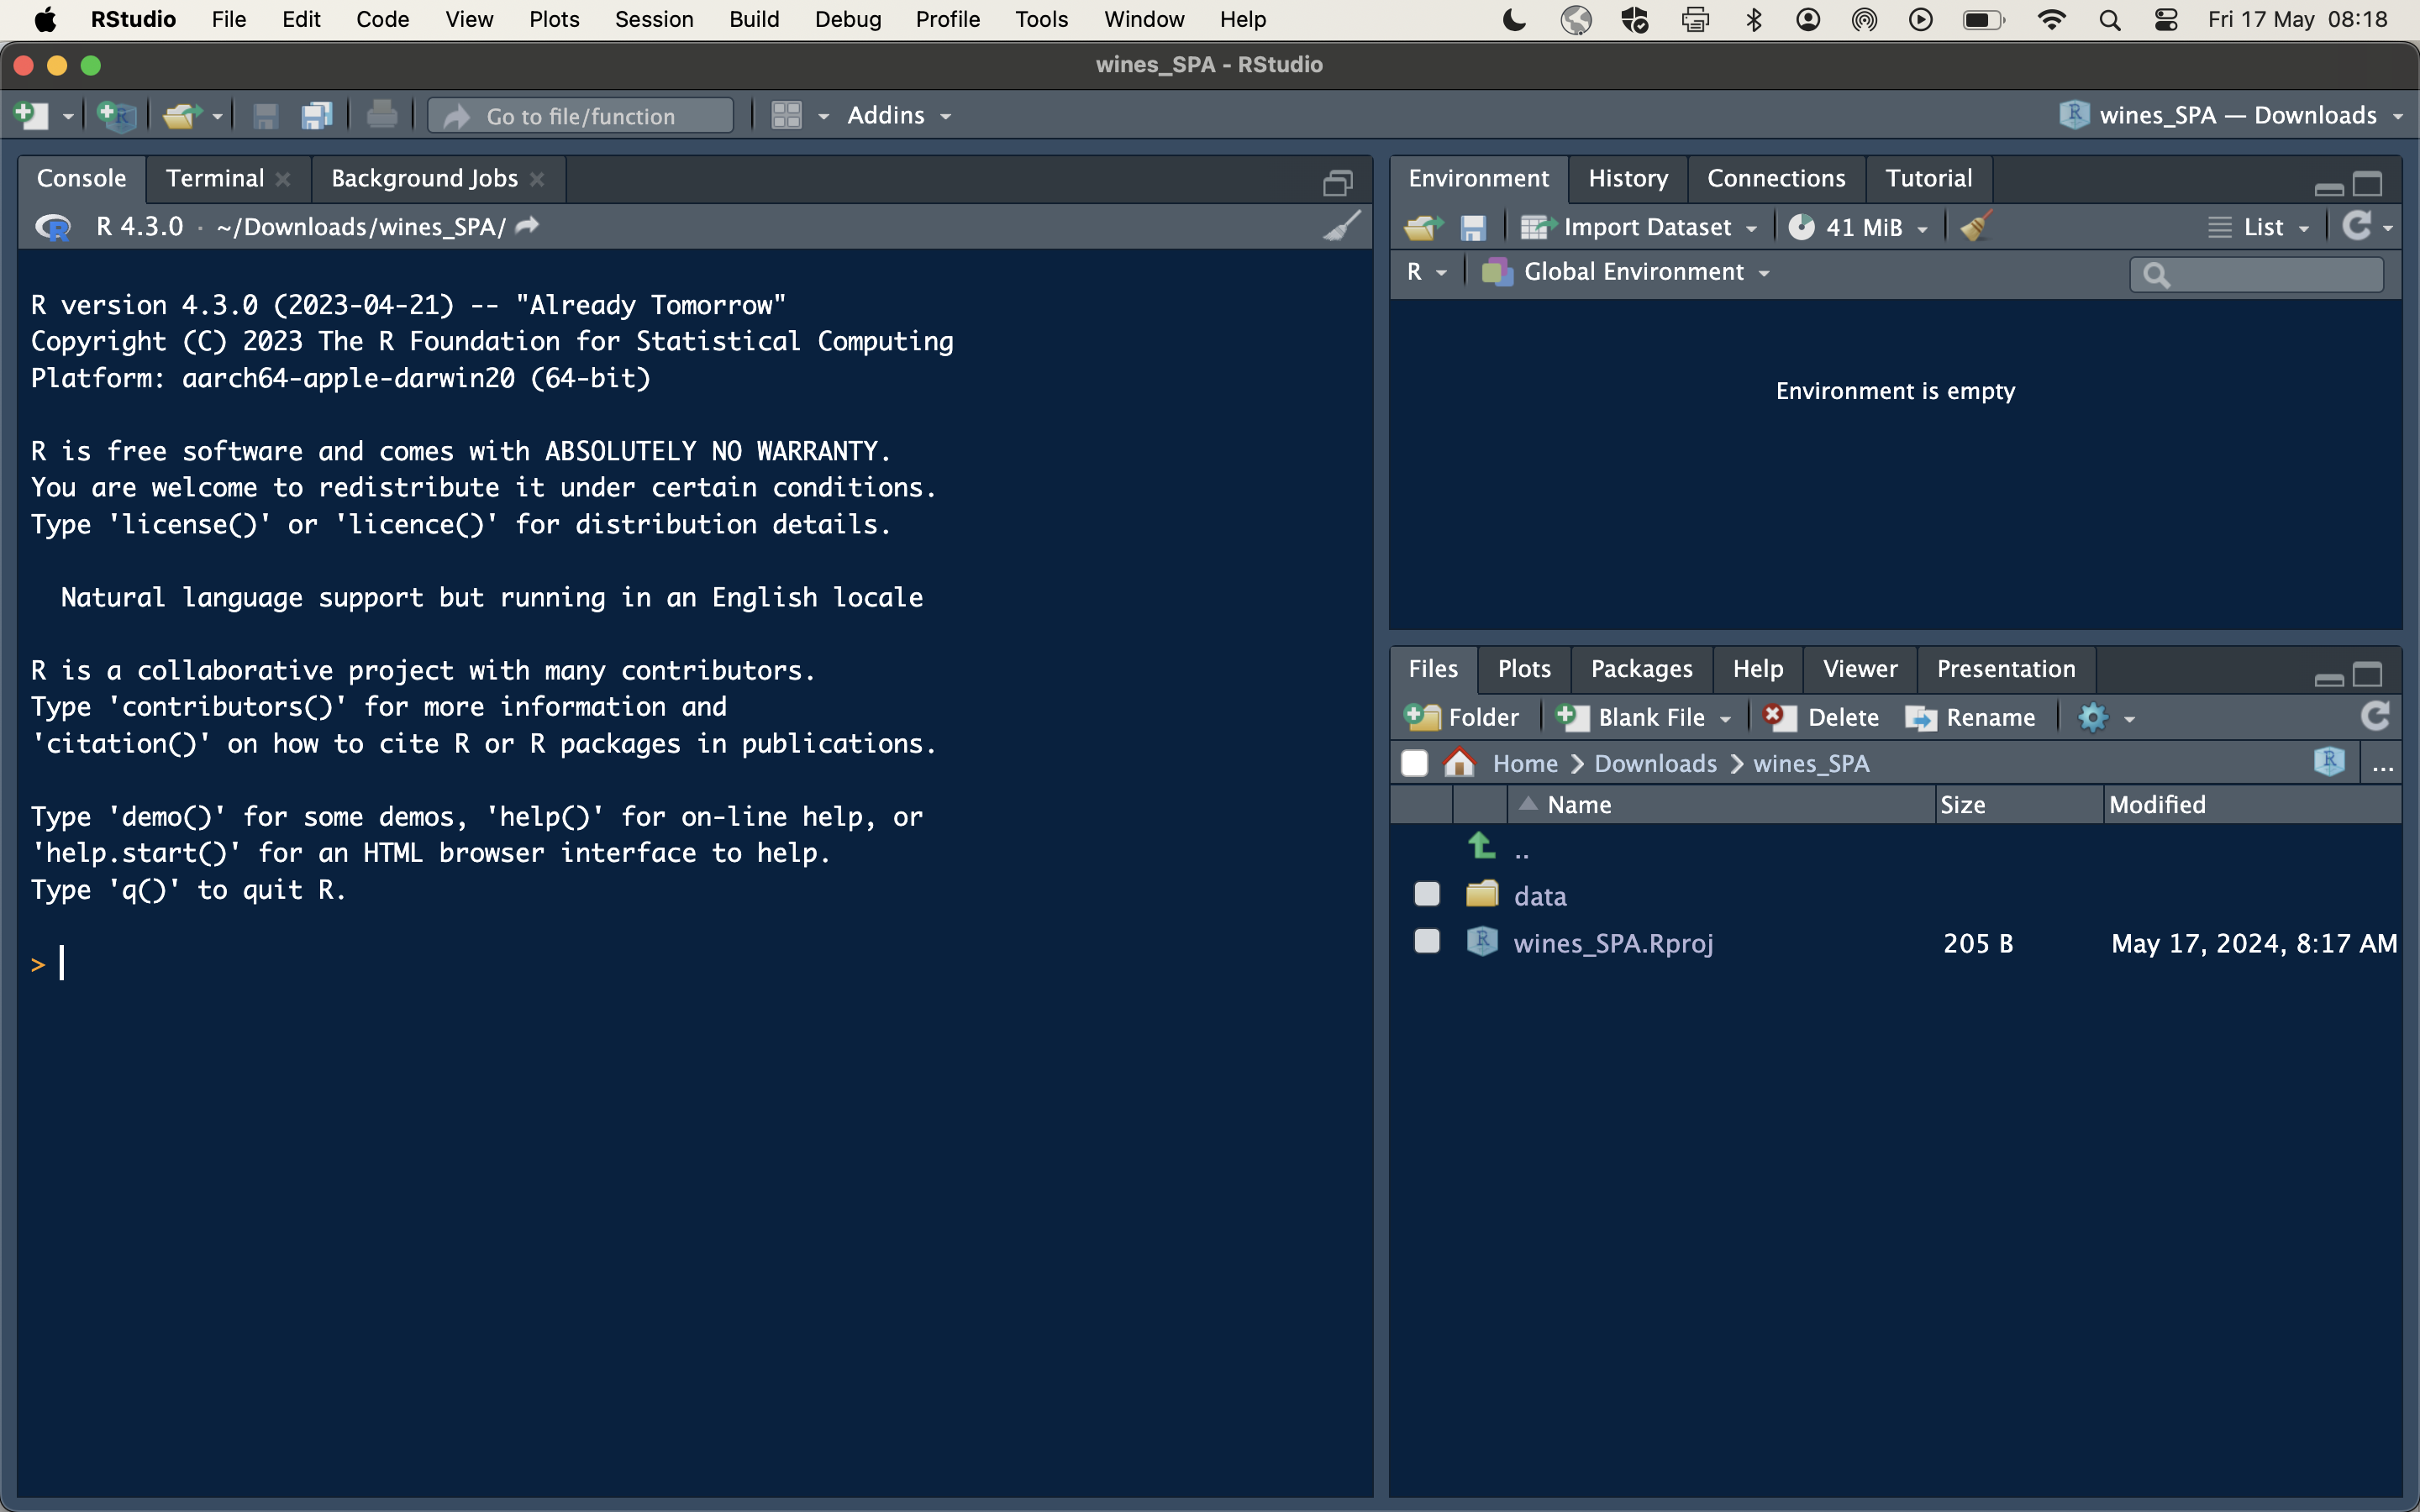 RStudio File Edit Code View Plots Session Build Debug Profile Tools Window Help Fri 17 May 08:18
wines_SPA - RStudio
Go to file/function Addins wines_SPA — Downloads
Console Terminal Background Jobs
R 4.3.0 · ~/Downloads/wines_SPA/
R version 4.3.0 (2023-04-21) -- "Already Tomorrow"
Copyright (C) 2023 The R Foundation for Statistical Computing
Platform: aarch64-apple-darwin20 (64-bit)
R is free software and comes with ABSOLUTELY NO WARRANTY.
You are welcome to redistribute it under certain conditions.
Type 'license()' or 'licence()' for distribution details.
Natural language support but running in an English locale
R is a collaborative project with many contributors.
Type 'contributors()' for more information and
'citation()' on how to cite R or R packages in publications.
Type 'demo()' for some demos, 'help()' for on-line help, or
'help.start()' for an HTML browser interface to help.
Type 'q()' to quit R.
>
Environment History Connections Tutorial
Import Dataset 41 MiB List
R Global Environment
Environment is empty
Files Plots Packages Help Viewer Presentation
Folder Blank File Delete Rename
Home Downloads wines_SPA ...
Name Size Modified
..
data
wines_SPA.Rproj 205 B May 17, 2024, 8:17 AM